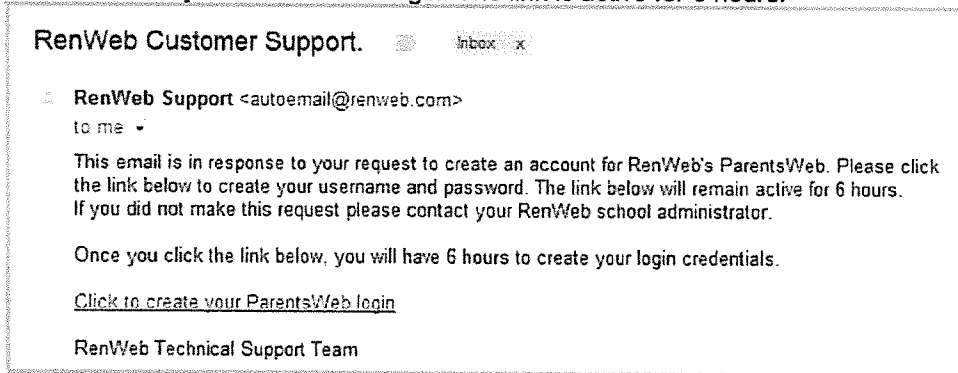 RenWeb Customer Support. Inbox x
RenWeb Support <autoemail@renweb.com>
to me
This email is in response to your request to create an account for RenWeb's ParentsWeb. Please click
the link below to create your username and password. The link below will remain active for 6 hours.
If you did not make this request please contact your RenWeb school administrator.
Once you click the link below, you will have 6 hours to create your login credentials.
Click to create your ParentsWeb login
RenWeb Technical Support Team